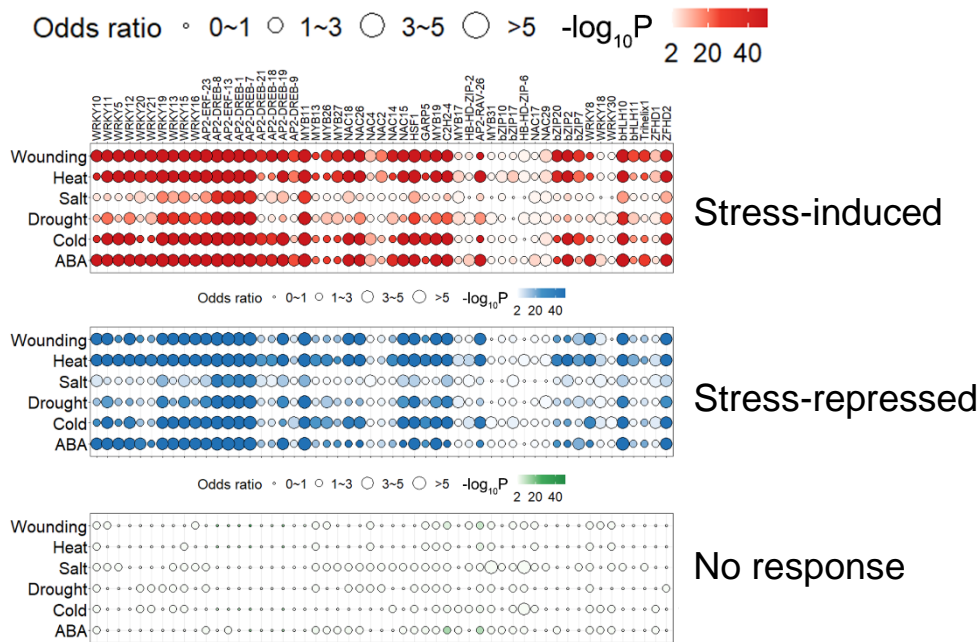 Odds ratio 0~1 1~3 3~5 >5 -log10P 2 20 40
WRKY10
WRKY11
WRKY5
WRKY12
WRKY20
WRKY21
WRKY19
WRKY13
WRKY15
WRKY16
AP2-ERF-23
AP2-DREB-8
AP2-ERF-13
AP2-DREB-1
AP2-DREB-7
AP2-DREB-21
AP2-DREB-18
AP2-DREB-19
AP2-DREB-9
MYB11
MYB13
MYB26
MYB27
NAC18
NAC26
NAC4
NAC2
NAC14
NAC15
HSF1
GARP5
MYB19
C2H2-4
MYB17
HB-HD-ZIP-2
AP2-RAV-26
MYB31
bZIP17
HB-HD-ZIP-6
NAC17
NAC29
bZIP20
bZIP2
bZIP7
WRKY8
WRKY18
WRKY30
bHLH10
bHLH11
Trihelix1
ZFHD1
ZFHD2
Wounding
Heat
Salt
Drought
Cold
ABA
Stress-induced
Odds ratio 0~1 1~3 3~5 >5 -log10P 2 20 40
Wounding
Heat
Salt
Drought
Cold
ABA
Stress-repressed
Odds ratio 0~1 1~3 3~5 >5 -log10P 2 20 40
Wounding
Heat
Salt
Drought
Cold
ABA
No response